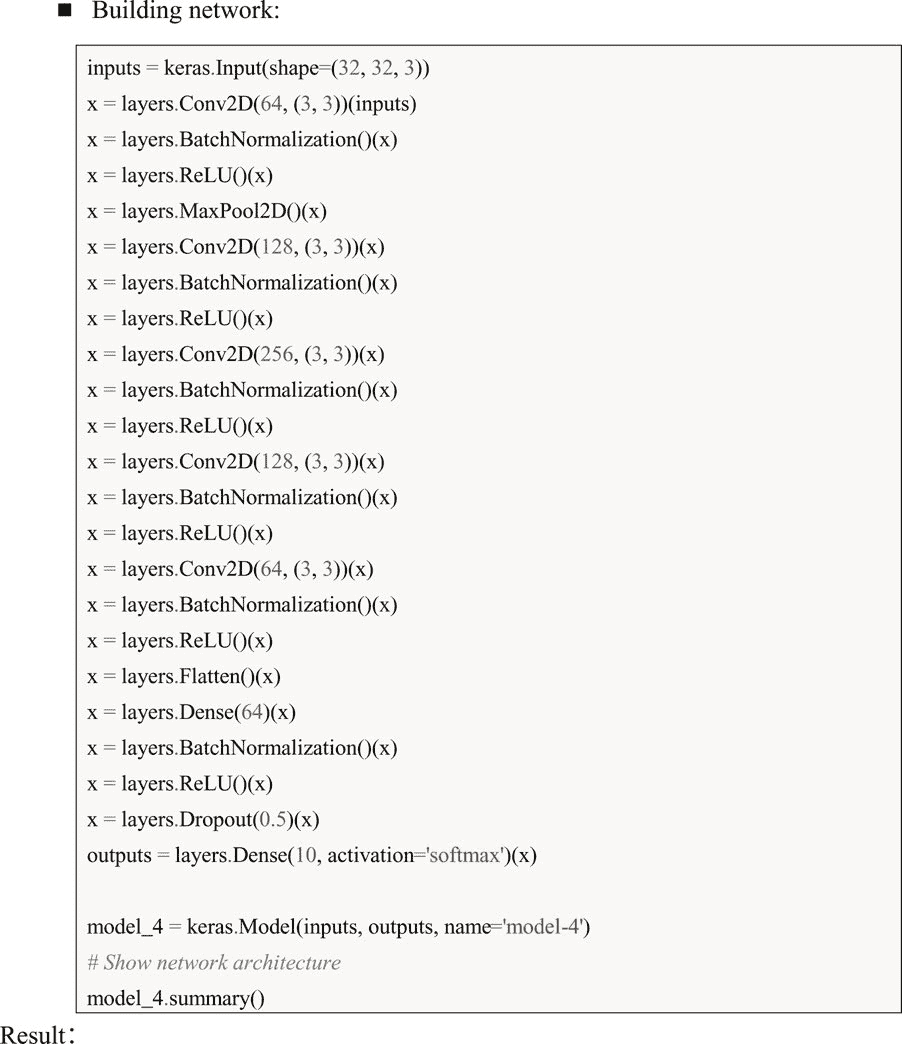 ■ Building network:
inputs = keras.Input(shape=(32, 32, 3))
x = layers.Conv2D(64, (3, 3))(inputs)
x = layers.BatchNormalization()(x)
x = layers.ReLU()(x)
x = layers.MaxPool2D()(x)
x = layers.Conv2D(128, (3, 3))(x)
x = layers.BatchNormalization()(x)
x = layers.ReLU()(x)
x = layers.Conv2D(256, (3, 3))(x)
x = layers.BatchNormalization()(x)
x = layers.ReLU()(x)
x = layers.Conv2D(128, (3, 3))(x)
x = layers.BatchNormalization()(x)
x = layers.ReLU()(x)
x = layers.Conv2D(64, (3, 3))(x)
x = layers.BatchNormalization()(x)
x = layers.ReLU()(x)
x = layers.Flatten()(x)
x = layers.Dense(64)(x)
x = layers.BatchNormalization()(x)
x = layers.ReLU()(x)
x = layers.Dropout(0.5)(x)
outputs = layers.Dense(10, activation='softmax')(x)
model_4 = keras.Model(inputs, outputs, name='model-4')
# Show network architecture
model_4.summary()
Result：